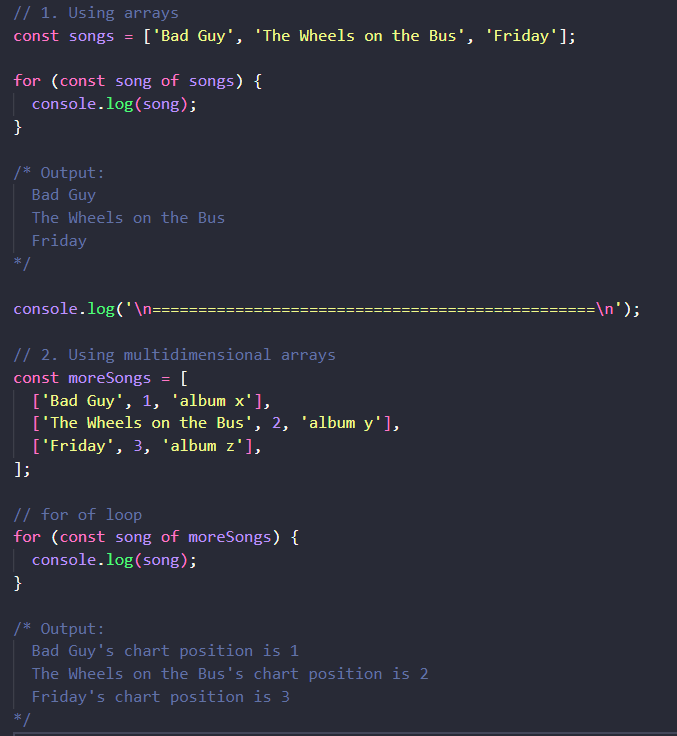 // 1. Using arrays
const songs = ['Bad Guy', 'The Wheels on the Bus', 'Friday'];
for (const song of songs) {
  console.log(song);
}
/* Output:
  Bad Guy
  The Wheels on the Bus
  Friday
*/
console.log('\n================================================\n');
// 2. Using multidimensional arrays
const moreSongs = [
  ['Bad Guy', 1, 'album x'],
  ['The Wheels on the Bus', 2, 'album y'],
  ['Friday', 3, 'album z'],
];
// for of loop
for (const song of moreSongs) {
  console.log(song);
}
/* Output:
  Bad Guy's chart position is 1
  The Wheels on the Bus's chart position is 2
  Friday's chart position is 3
*/